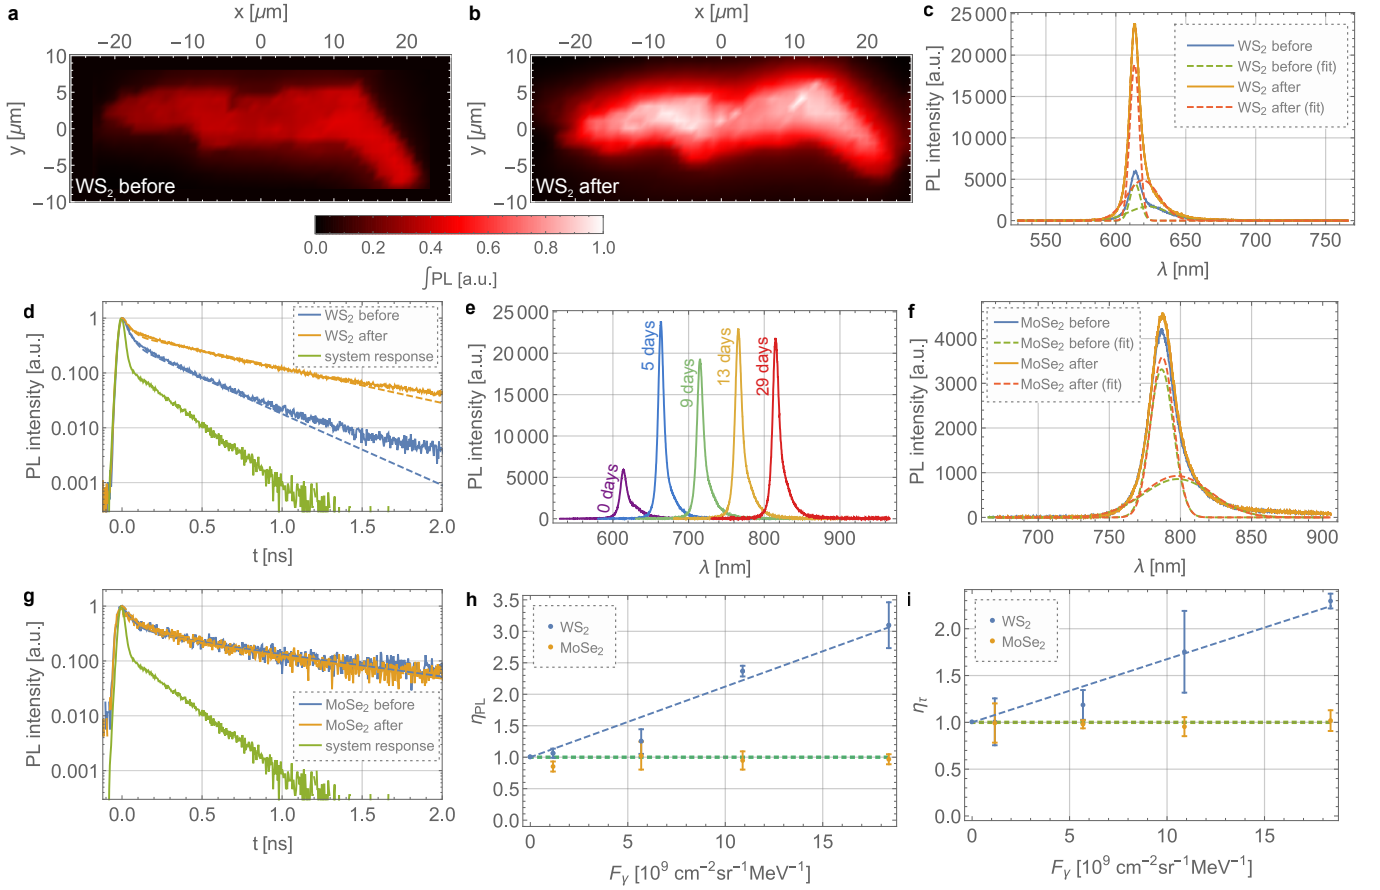 a
x [μm]
−20 −10 0 10 20
10
5
0
−5
−10
y [μm]
WS₂ before
b
x [μm]
−20 −10 0 10 20
10
5
0
−5
−10
y [μm]
WS₂ after
0.0 0.2 0.4 0.6 0.8 1.0
∫PL [a.u.]
c
25 000
20 000
15 000
10 000
5000
0
PL intensity [a.u.]
WS₂ before
WS₂ before (fit)
WS₂ after
WS₂ after (fit)
550 600 650 700 750
λ [nm]
d
1
0.100
0.010
0.001
PL intensity [a.u.]
WS₂ before
WS₂ after
system response
0.0 0.5 1.0 1.5 2.0
t [ns]
e
25 000
20 000
15 000
10 000
5000
0
PL intensity [a.u.]
0 days
5 days
9 days
13 days
29 days
600 700 800 900
λ [nm]
f
4000
3000
2000
1000
0
PL intensity [a.u.]
MoSe₂ before
MoSe₂ before (fit)
MoSe₂ after
MoSe₂ after (fit)
700 750 800 850 900
λ [nm]
g
1
0.100
0.010
0.001
PL intensity [a.u.]
MoSe₂ before
MoSe₂ after
system response
0.0 0.5 1.0 1.5 2.0
t [ns]
h
3.5
3.0
2.5
2.0
1.5
1.0
0.5
0.0
η_PL
WS₂
MoSe₂
0 5 10 15
F_γ [10⁹ cm⁻²sr⁻¹MeV⁻¹]
i
2.0
1.5
1.0
0.5
0.0
η_τ
WS₂
MoSe₂
0 5 10 15
F_γ [10⁹ cm⁻²sr⁻¹MeV⁻¹]